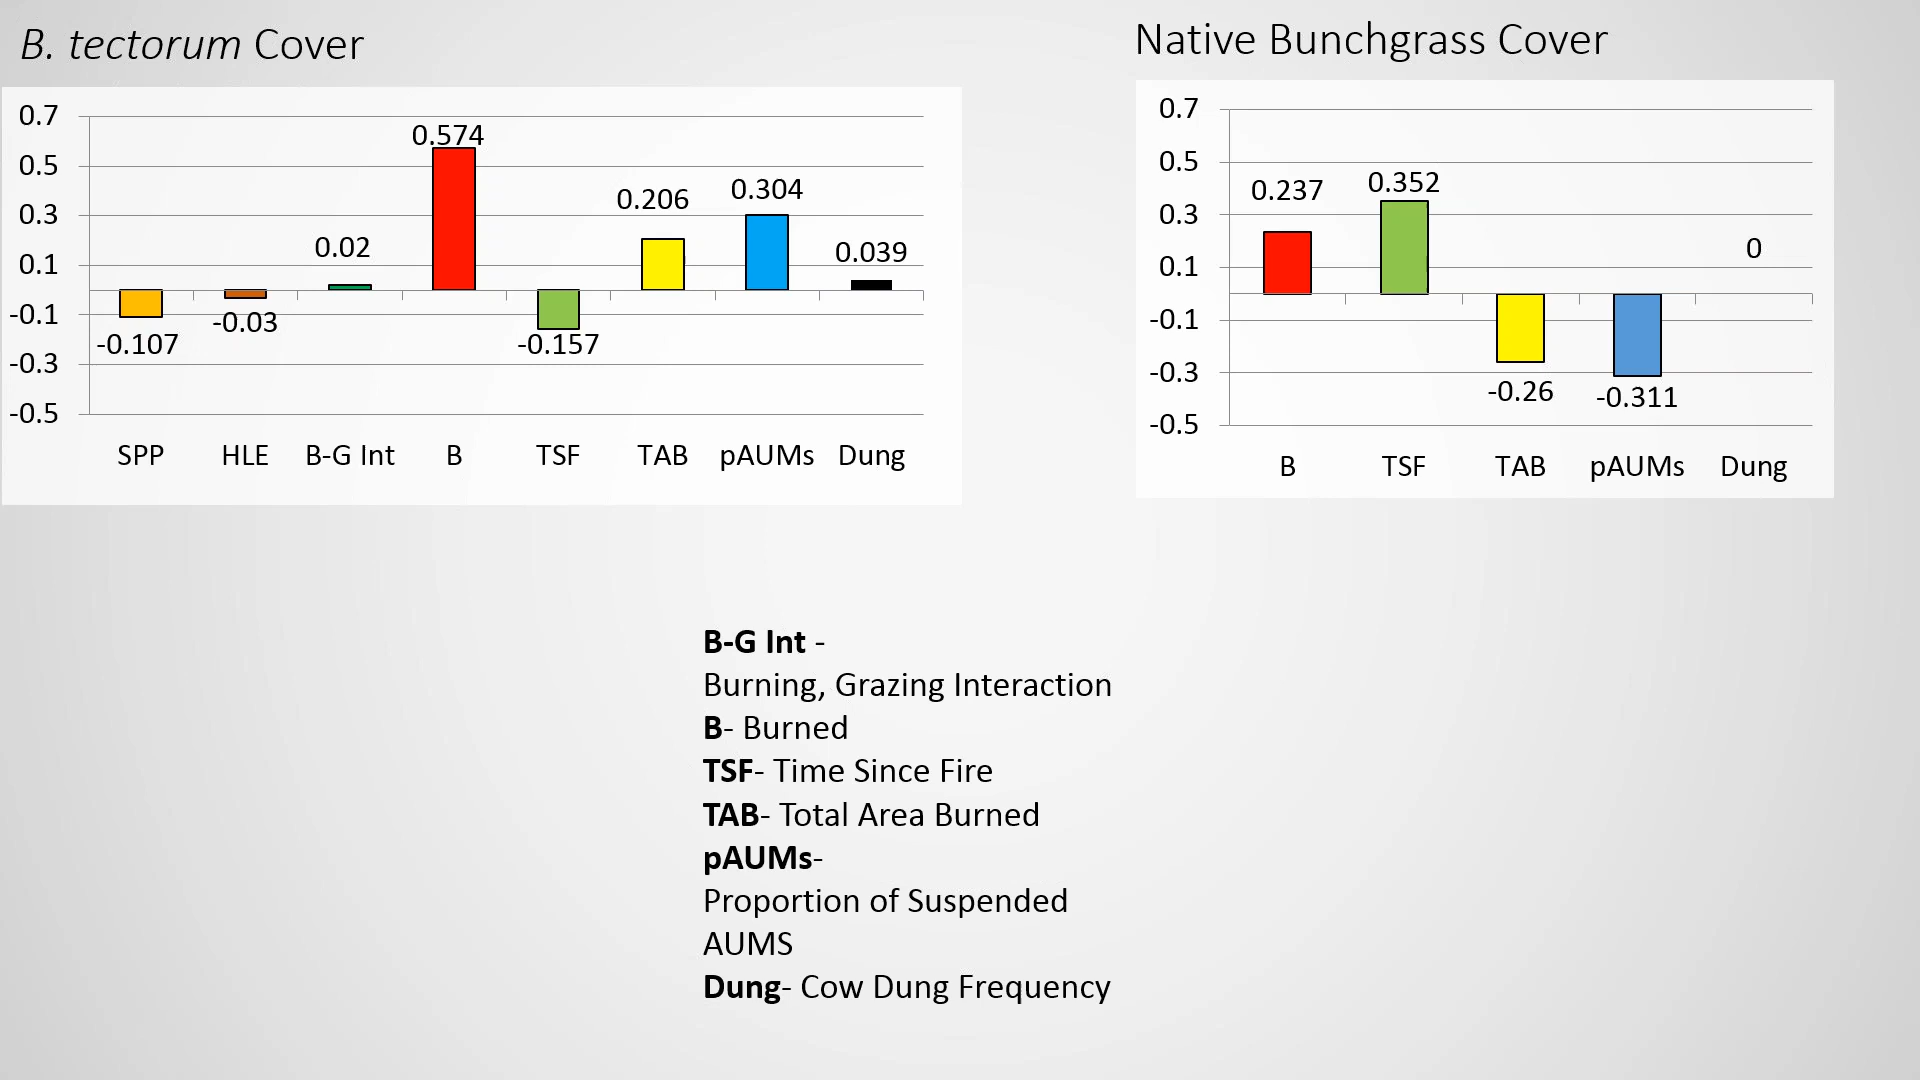 B. tectorum Cover
0.7
0.5
0.3
0.1
-0.1
-0.3
-0.5
-0.107
-0.03
0.02
0.574
-0.157
0.206
0.304
0.039
SPP HLE B-G Int B TSF TAB pAUMs Dung
Native Bunchgrass Cover
0.7
0.5
0.3
0.1
-0.1
-0.3
-0.5
0.237
0.352
-0.26
-0.311
0
B TSF TAB pAUMs Dung
B-G Int -
Burning, Grazing Interaction
B- Burned
TSF- Time Since Fire
TAB- Total Area Burned
pAUMs-
Proportion of Suspended
AUMS
Dung- Cow Dung Frequency